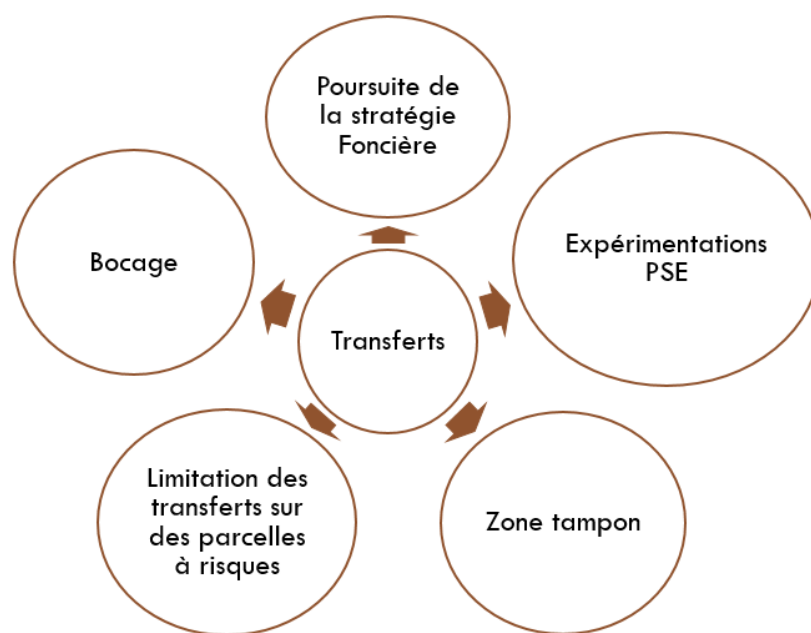 Poursuite de
la stratégie
Foncière
Expérimentations
PSE
Bocage
Transferts
Limitation des
transferts sur
des parcelles
à risques
Zone tampon